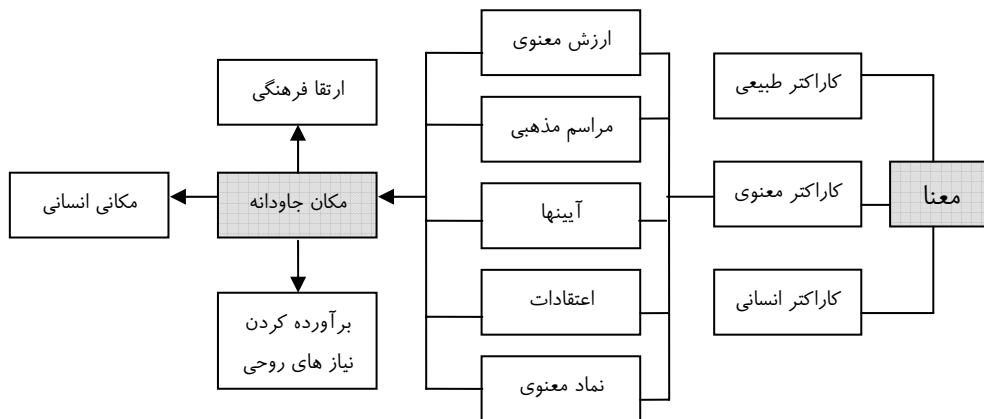 معنا
کاراکتر طبیعی
کاراکتر معنوی
کاراکتر انسانی
ارزش معنوی
مراسم مذهبی
آیینها
اعتقادات
نماد معنوی
ارتقا فرهنگی
مکان جاودانه
برآورده کردن
نیاز های روحی
مکانی انسانی